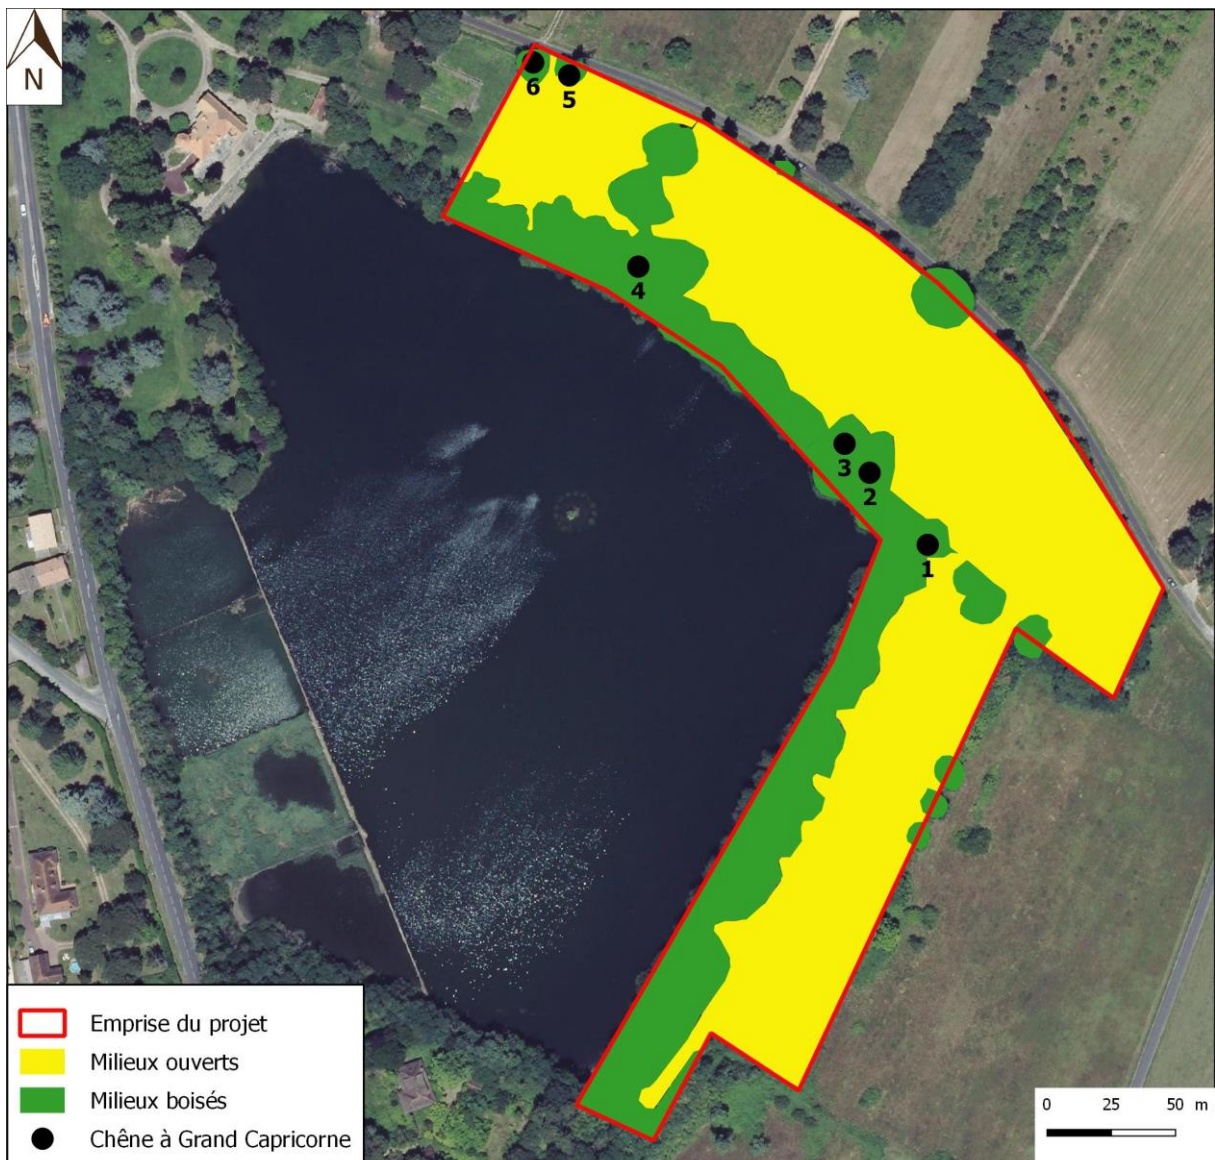 N
6
5
4
3
2
1
Emprise du projet
Milieux ouverts
Milieux boisés
Chêne à Grand Capricorne
0 25 50 m